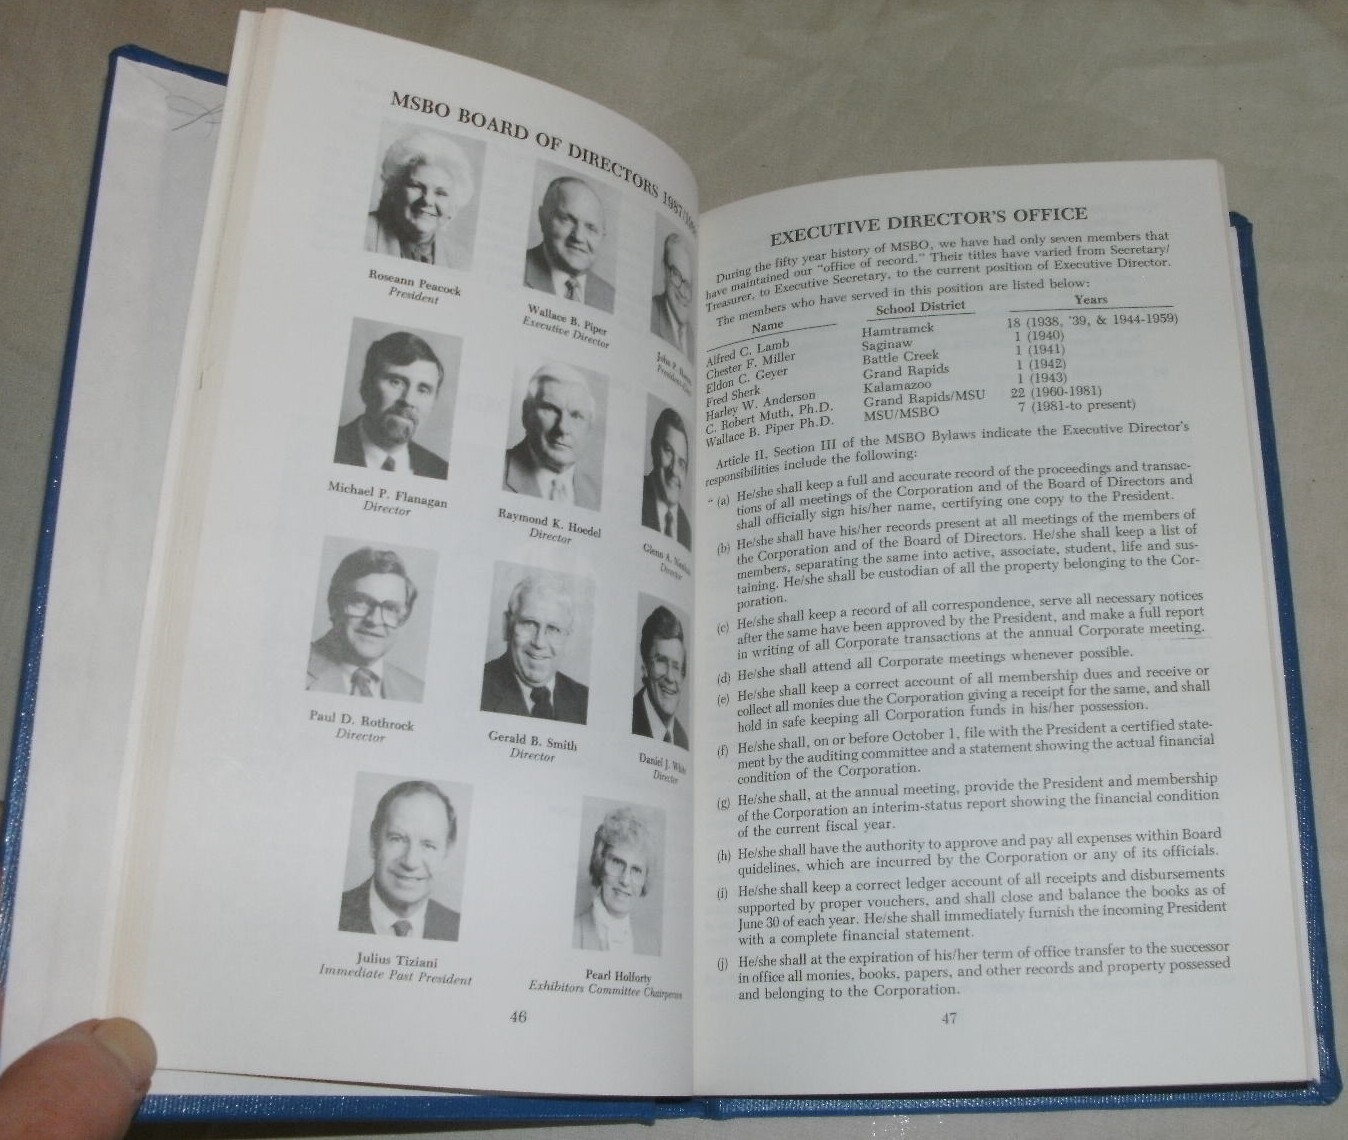 MSBO BOARD OF DIRECTORS
Roseann Peacock
President
Wallace B. Piper
Executive Director
John P.
Michael P. Flanagan
Director
Raymond K. Hoedel
Director
Glenn A.
Director
Paul D. Rothrock
Director
Gerald B. Smith
Director
Daniel J.
Director
Julius Tiziani
Immediate Past President
Pearl Holforty
Exhibitors Committee Chairperson
46
EXECUTIVE DIRECTOR'S OFFICE
During the fifty year history of MSBO, we have had only seven members that
have maintained our "office of record." Their titles have varied from Secretary/
Treasurer, to Executive Secretary, to the current position of Executive Director.
The members who have served in this position are listed below:
Name School District Years
Alfred C. Lamb Hamtramck 18 (1938, '39, & 1944-1959)
Chester F. Miller Saginaw 1 (1940)
Eldon C. Geyer Battle Creek 1 (1941)
Fred Sherk Grand Rapids 1 (1942)
Harley W. Anderson Kalamazoo 1 (1943)
C. Robert Muth, Ph.D. Grand Rapids/MSU 22 (1960-1981)
Wallace B. Piper Ph.D. MSU/MSBO 7 (1981-to present)
Article II, Section III of the MSBO Bylaws indicate the Executive Director's
responsibilities include the following:
" (a) He/she shall keep a full and accurate record of the proceedings and transac-
tions of all meetings of the Corporation and of the Board of Directors and
shall officially sign his/her name, certifying one copy to the President.
(b) He/she shall have his/her records present at all meetings of the members of
the Corporation and of the Board of Directors. He/she shall keep a list of
members, separating the same into active, associate, student, life and sus-
taining. He/she shall be custodian of all the property belonging to the Cor-
poration.
(c) He/she shall keep a record of all correspondence, serve all necessary notices
after the same have been approved by the President, and make a full report
in writing of all Corporate transactions at the annual Corporate meeting.
(d) He/she shall attend all Corporate meetings whenever possible.
(e) He/she shall keep a correct account of all membership dues and receive or
collect all monies due the Corporation giving a receipt for the same, and shall
hold in safe keeping all Corporation funds in his/her possession.
(f) He/she shall, on or before October 1, file with the President a certified state-
ment by the auditing committee and a statement showing the actual financial
condition of the Corporation.
(g) He/she shall, at the annual meeting, provide the President and membership
of the Corporation an interim-status report showing the financial condition
of the current fiscal year.
(h) He/she shall have the authority to approve and pay all expenses within Board
quidelines, which are incurred by the Corporation or any of its officials.
(i) He/she shall keep a correct ledger account of all receipts and disbursements
supported by proper vouchers, and shall close and balance the books as of
June 30 of each year. He/she shall immediately furnish the incoming President
with a complete financial statement.
(j) He/she shall at the expiration of his/her term of office transfer to the successor
in office all monies, books, papers, and other records and property possessed
and belonging to the Corporation.
47